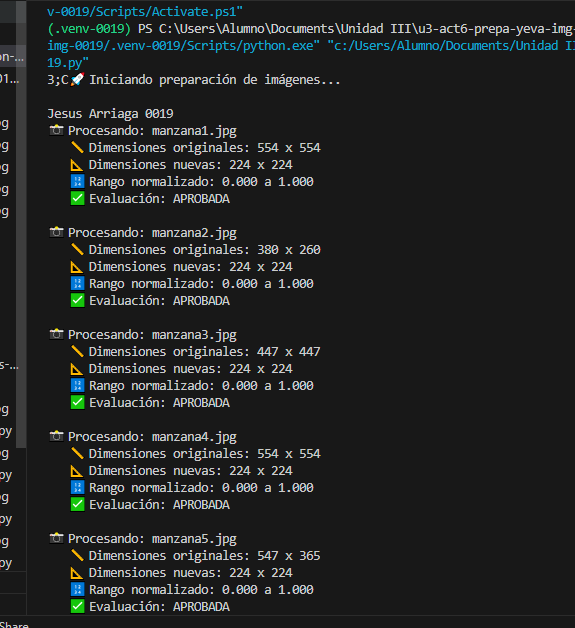 v-0019/Scripts/Activate.ps1"
(.venv-0019) PS C:\Users\Alumno\Documents\Unidad III\u3-act6-prepa-yeva-img-
img-0019/.venv-0019/Scripts/python.exe" "c:/Users/Alumno/Documents/Unidad II
19.py"
3;C🚀 Iniciando preparación de imágenes...
Jesus Arriaga 0019
📷 Procesando: manzana1.jpg
📏 Dimensiones originales: 554 x 554
📐 Dimensiones nuevas: 224 x 224
🔢 Rango normalizado: 0.000 a 1.000
✅ Evaluación: APROBADA
📷 Procesando: manzana2.jpg
📏 Dimensiones originales: 380 x 260
📐 Dimensiones nuevas: 224 x 224
🔢 Rango normalizado: 0.000 a 1.000
✅ Evaluación: APROBADA
📷 Procesando: manzana3.jpg
📏 Dimensiones originales: 447 x 447
📐 Dimensiones nuevas: 224 x 224
🔢 Rango normalizado: 0.000 a 1.000
✅ Evaluación: APROBADA
📷 Procesando: manzana4.jpg
📏 Dimensiones originales: 554 x 554
📐 Dimensiones nuevas: 224 x 224
🔢 Rango normalizado: 0.000 a 1.000
✅ Evaluación: APROBADA
📷 Procesando: manzana5.jpg
📏 Dimensiones originales: 547 x 365
📐 Dimensiones nuevas: 224 x 224
🔢 Rango normalizado: 0.000 a 1.000
✅ Evaluación: APROBADA